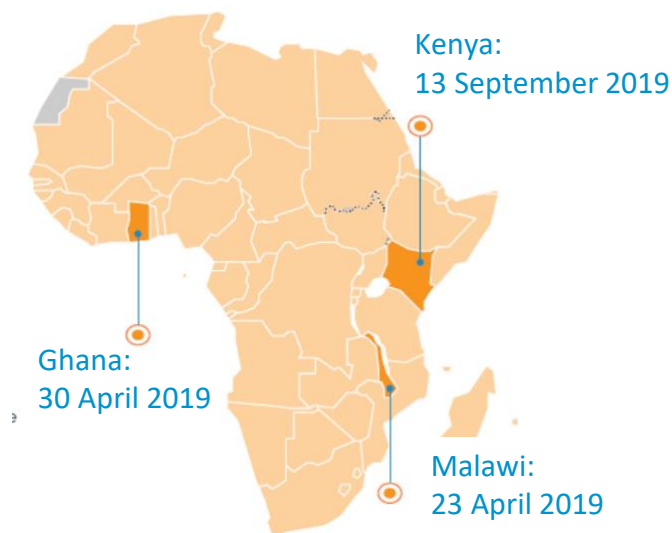 Kenya:
13 September 2019
Ghana:
30 April 2019
Malawi:
23 April 2019